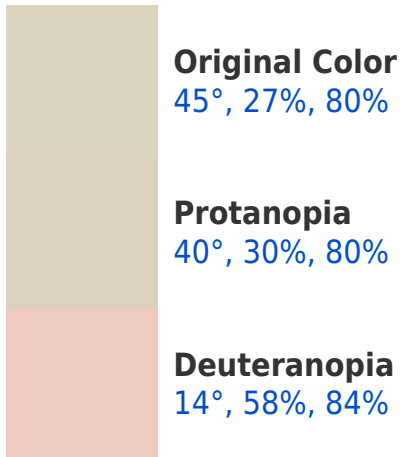 Original Color
45°, 27%, 80%
Protanopia
40°, 30%, 80%
Deuteranopia
14°, 58%, 84%